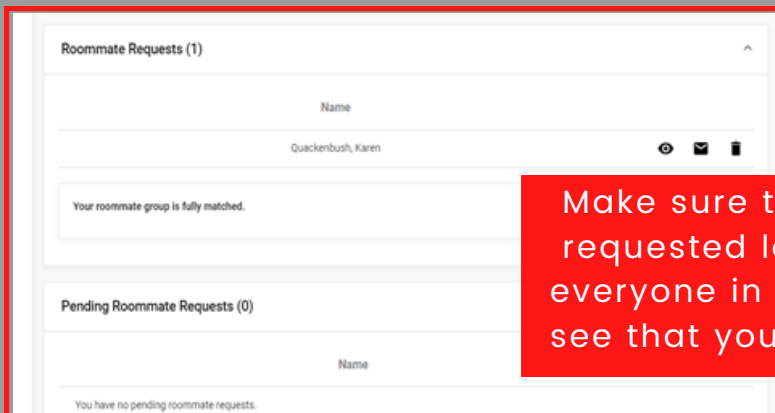 Roommate Requests (1)
Name
Quackenbush, Karen
Your roommate group is fully matched.
Make sure t
requested l
everyone in
see that you
Pending Roommate Requests (0)
Name
You have no pending roommate requests.